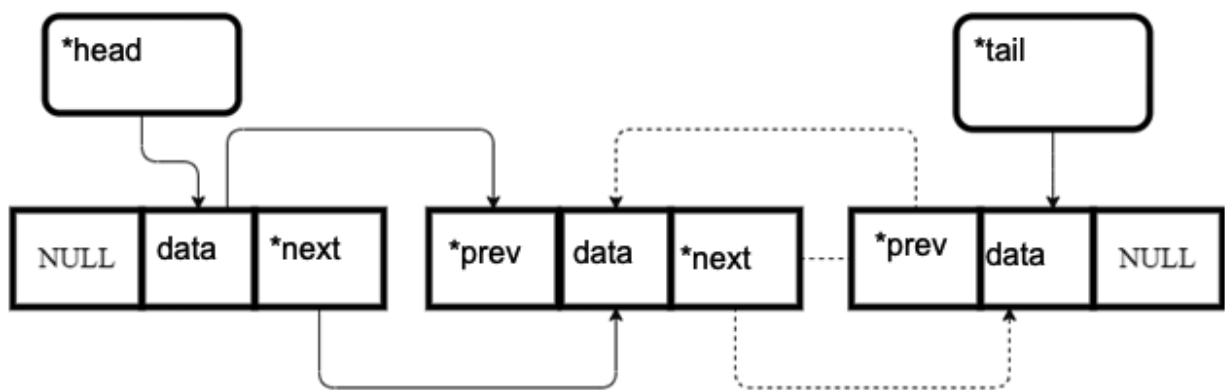 *head
*tail
NULL data *next *prev data *next *prev data NULL